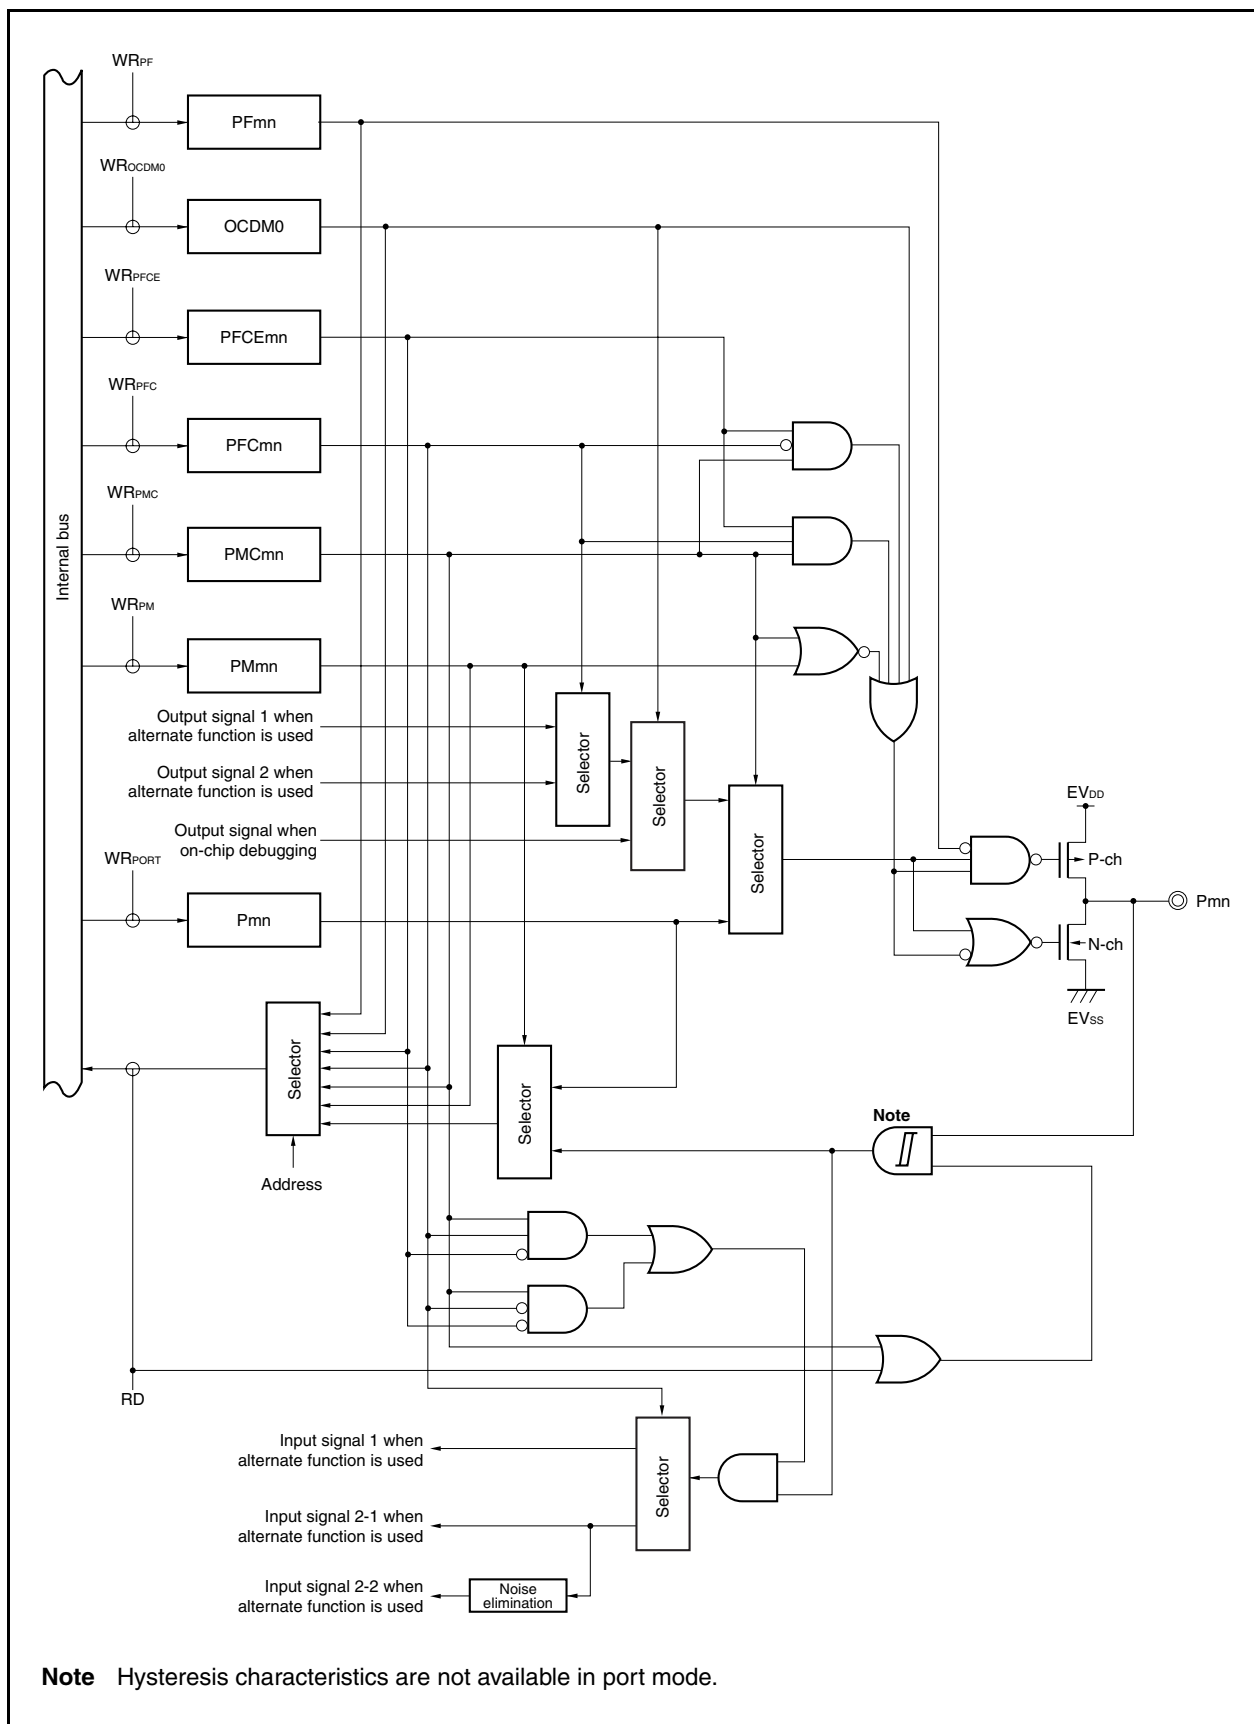 WRPF
PFmn
WROCDM0
OCDM0
WRPFCE
PFCEmn
WRPFC
PFCmn
WRPMC
PMCmn
Internal bus
WRPM
PMmn
Output signal 1 when
alternate function is used
Output signal 2 when
alternate function is used
Output signal when
on-chip debugging
Selector
Selector
Selector
WRPORT
Pmn
EVDD
P-ch
Pmn
N-ch
EVSS
Selector
Selector
Address
Note
RD
Input signal 1 when
alternate function is used
Input signal 2-1 when
alternate function is used
Input signal 2-2 when
alternate function is used
Selector
Noise
elimination
Note Hysteresis characteristics are not available in port mode.